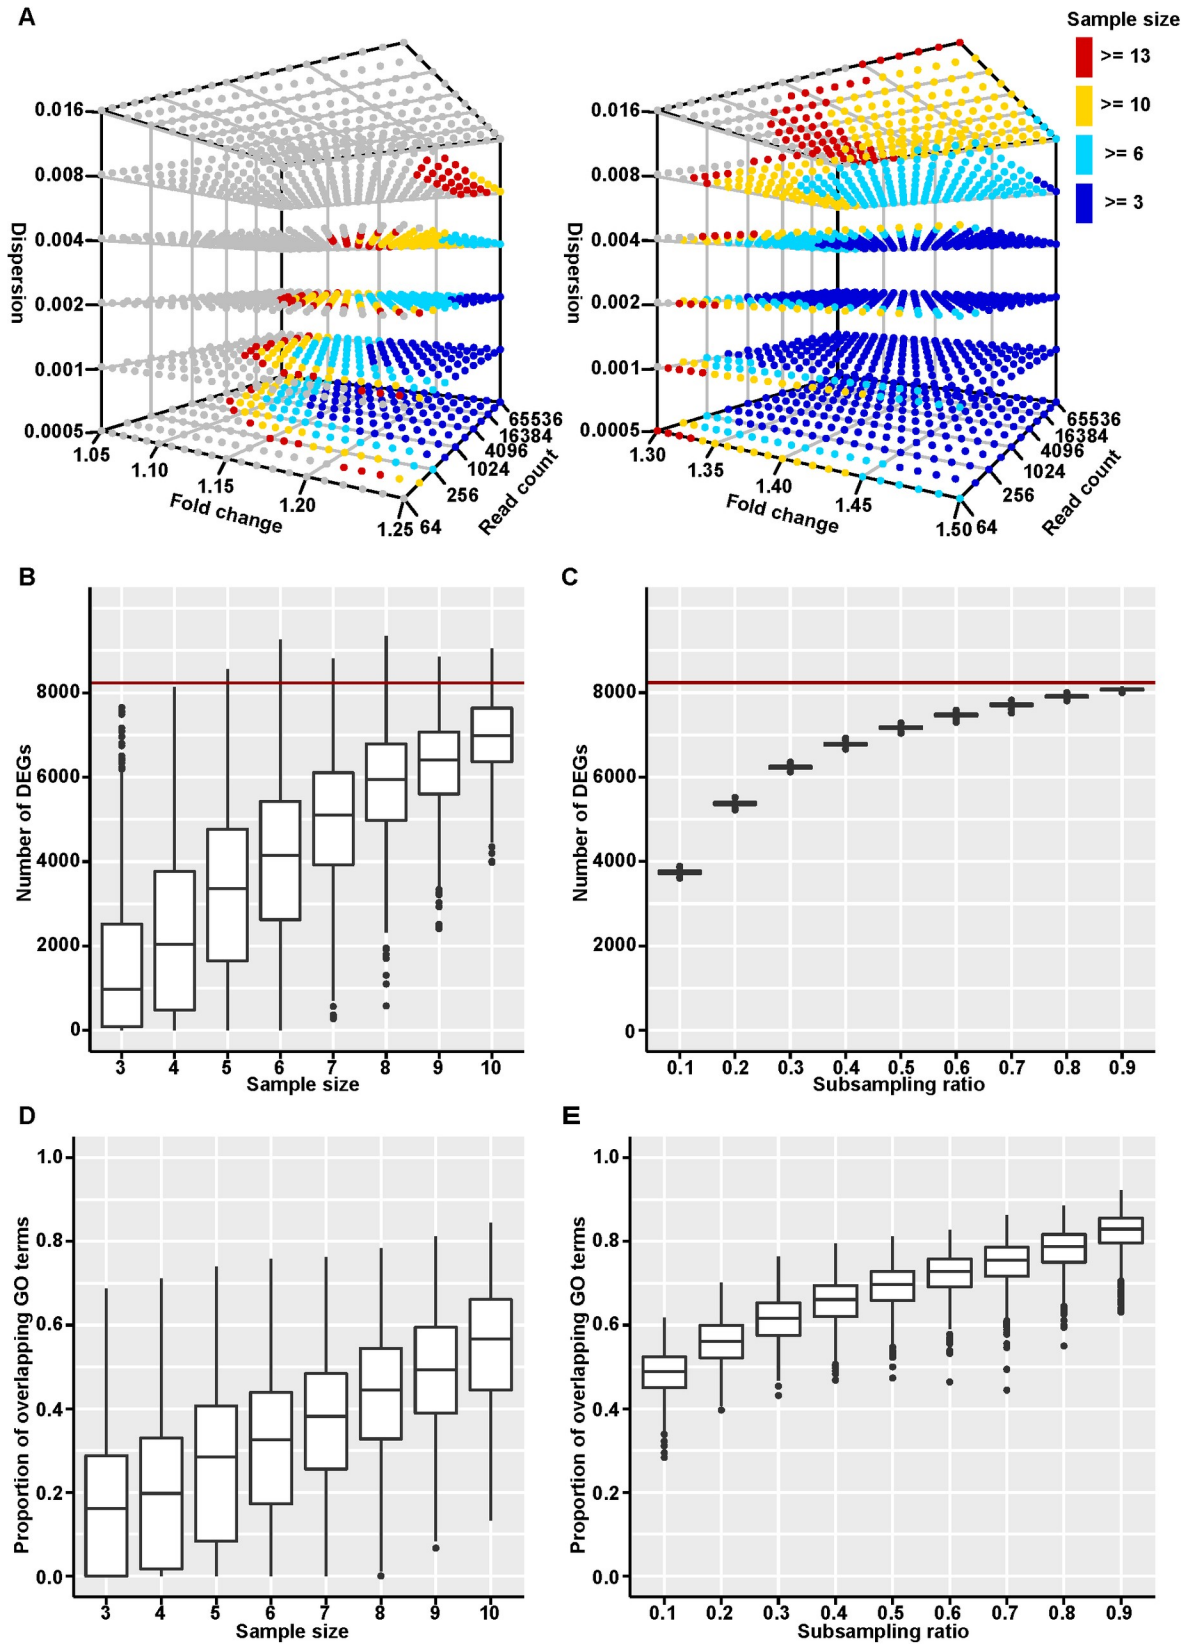 A
Sample size
>= 13
>= 10
>= 6
>= 3
Dispersion
0.016
0.008
0.004
0.002
0.001
0.0005
1.05
1.10
1.15
1.20
1.25
Fold change
64
256
1024
4096
16384
65536
Read count
Dispersion
0.016
0.008
0.004
0.002
0.001
0.0005
1.30
1.35
1.40
1.45
1.50
Fold change
64
256
1024
4096
16384
65536
Read count
B
Number of DEGs
8000
6000
4000
2000
0
3 4 5 6 7 8 9 10
Sample size
C
Number of DEGs
8000
6000
4000
2000
0
0.1 0.2 0.3 0.4 0.5 0.6 0.7 0.8 0.9
Subsampling ratio
D
Proportion of overlapping GO terms
1.0
0.8
0.6
0.4
0.2
0.0
3 4 5 6 7 8 9 10
Sample size
E
Proportion of overlapping GO terms
1.0
0.8
0.6
0.4
0.2
0.0
0.1 0.2 0.3 0.4 0.5 0.6 0.7 0.8 0.9
Subsampling ratio